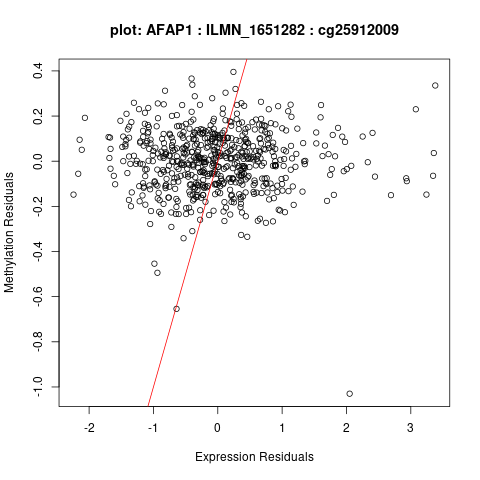 plot: AFAP1 : ILMN_1651282 : cg25912009
Methylation Residuals
0.4
0.2
0.0
-0.2
-0.4
-0.6
-0.8
-1.0
-2 -1 0 1 2 3
Expression Residuals